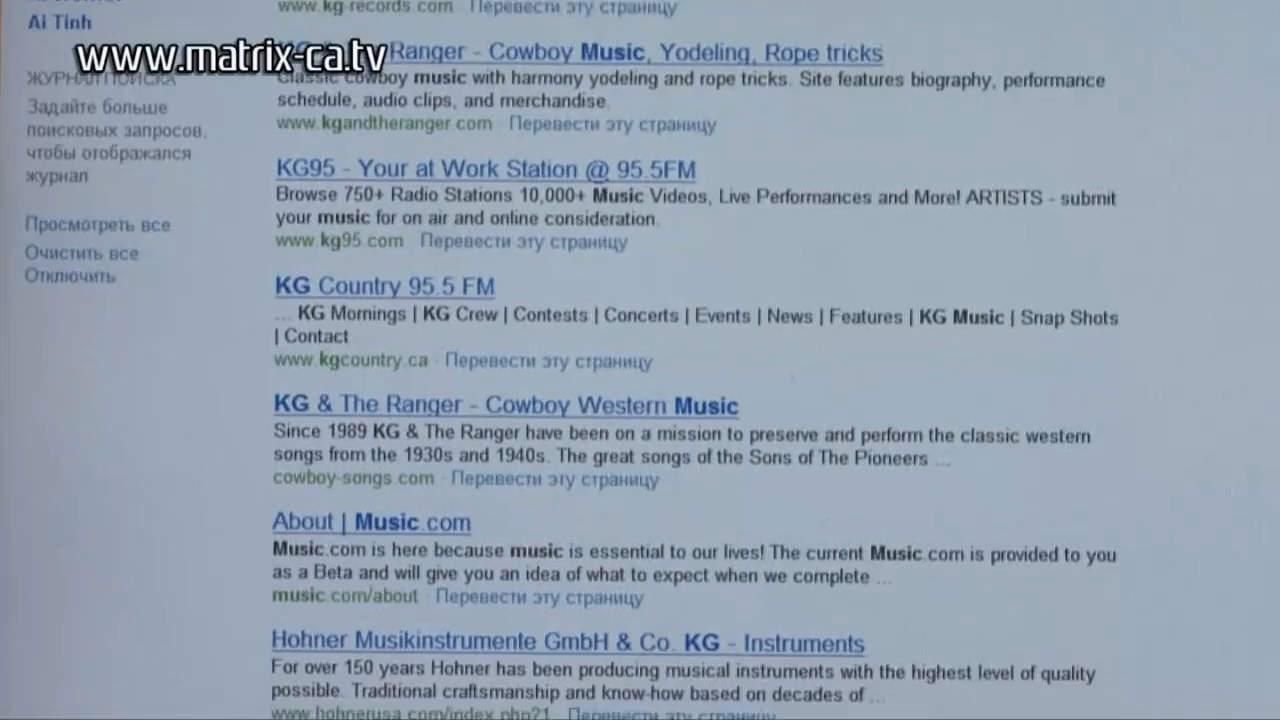 www.kg-records.com · Перевести эту страницу
Ai Tinh
www.matrix-ca.tv
Ranger - Cowboy Music, Yodeling, Rope tricks
ЖУРНАЛ ПОИСКА
Classic cowboy music with harmony yodeling and rope tricks. Site features biography, performance
schedule, audio clips, and merchandise.
www.kgandtheranger.com · Перевести эту страницу
Задайте больше
поисковых запросов,
чтобы отображался
журнал
Просмотреть все
Очистить все
Отключить
KG95 - Your at Work Station @ 95.5FM
Browse 750+ Radio Stations 10,000+ Music Videos, Live Performances and More! ARTISTS - submit
your music for on air and online consideration.
www.kg95.com · Перевести эту страницу
KG Country 95.5 FM
... KG Mornings | KG Crew | Contests | Concerts | Events | News | Features | KG Music | Snap Shots
| Contact
www.kgcountry.ca · Перевести эту страницу
KG & The Ranger - Cowboy Western Music
Since 1989 KG & The Ranger have been on a mission to preserve and perform the classic western
songs from the 1930s and 1940s. The great songs of the Sons of The Pioneers ...
cowboy-songs.com · Перевести эту страницу
About | Music.com
Music.com is here because music is essential to our lives! The current Music.com is provided to you
as a Beta and will give you an idea of what to expect when we complete ...
music.com/about · Перевести эту страницу
Hohner Musikinstrumente GmbH & Co. KG - Instruments
For over 150 years Hohner has been producing musical instruments with the highest level of quality
possible. Traditional craftsmanship and know-how based on decades of ...
www.hohnerusa.com/index.php?1 · Перевести эту страницу